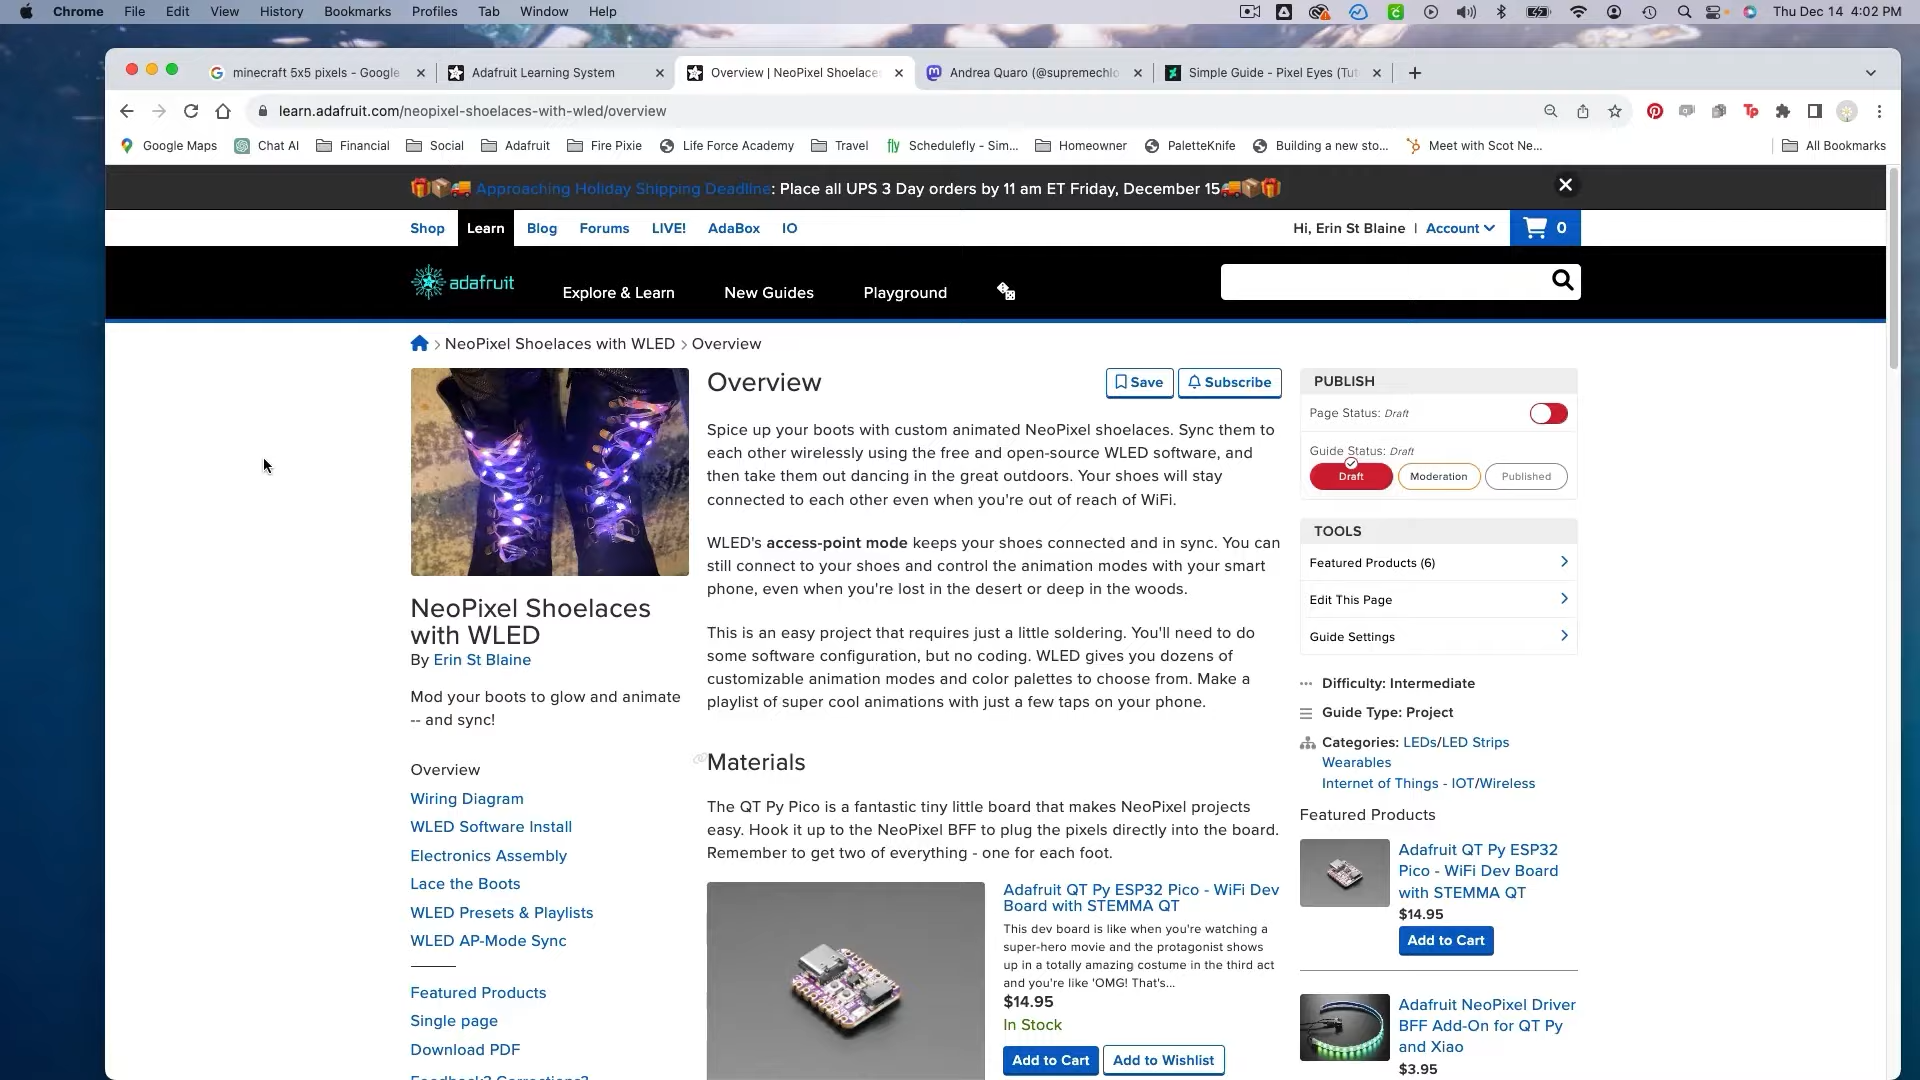 Chrome File Edit View History Bookmarks Profiles Tab Window Help Thu Dec 14 4:02 PM
minecraft 5x5 pixels - Google
Adafruit Learning System
Overview | NeoPixel Shoelace
Andrea Quaro (@supremechlo
Simple Guide - Pixel Eyes (Tut
learn.adafruit.com/neopixel-shoelaces-with-wled/overview
Google Maps Chat AI Financial Social Adafruit Fire Pixie Life Force Academy Travel Schedulefly - Sim... Homeowner PaletteKnife Building a new sto... Meet with Scot Ne... All Bookmarks
Approaching Holiday Shipping Deadline: Place all UPS 3 Day orders by 11 am ET Friday, December 15
Shop Learn Blog Forums LIVE! AdaBox IO Hi, Erin St Blaine | Account 0
adafruit Explore & Learn New Guides Playground
NeoPixel Shoelaces with WLED > Overview
NeoPixel Shoelaces
with WLED
By Erin St Blaine
Mod your boots to glow and animate
-- and sync!
Overview
Wiring Diagram
WLED Software Install
Electronics Assembly
Lace the Boots
WLED Presets & Playlists
WLED AP-Mode Sync
Featured Products
Single page
Download PDF
Feedback? Corrections?
Overview
Save Subscribe
Spice up your boots with custom animated NeoPixel shoelaces. Sync them to
each other wirelessly using the free and open-source WLED software, and
then take them out dancing in the great outdoors. Your shoes will stay
connected to each other even when you're out of reach of WiFi.
WLED's access-point mode keeps your shoes connected and in sync. You can
still connect to your shoes and control the animation modes with your smart
phone, even when you're lost in the desert or deep in the woods.
This is an easy project that requires just a little soldering. You'll need to do
some software configuration, but no coding. WLED gives you dozens of
customizable animation modes and color palettes to choose from. Make a
playlist of super cool animations with just a few taps on your phone.
Materials
The QT Py Pico is a fantastic tiny little board that makes NeoPixel projects
easy. Hook it up to the NeoPixel BFF to plug the pixels directly into the board.
Remember to get two of everything - one for each foot.
Adafruit QT Py ESP32 Pico - WiFi Dev
Board with STEMMA QT
This dev board is like when you're watching a
super-hero movie and the protagonist shows
up in a totally amazing costume in the third act
and you're like 'OMG! That's...
$14.95
In Stock
Add to Cart Add to Wishlist
PUBLISH
Page Status: Draft
Guide Status: Draft
Draft Moderation Published
TOOLS
Featured Products (6)
Edit This Page
Guide Settings
Difficulty: Intermediate
Guide Type: Project
Categories: LEDs/LED Strips
Wearables
Internet of Things - IOT/Wireless
Featured Products
Adafruit QT Py ESP32
Pico - WiFi Dev Board
with STEMMA QT
$14.95
Add to Cart
Adafruit NeoPixel Driver
BFF Add-On for QT Py
and Xiao
$3.95